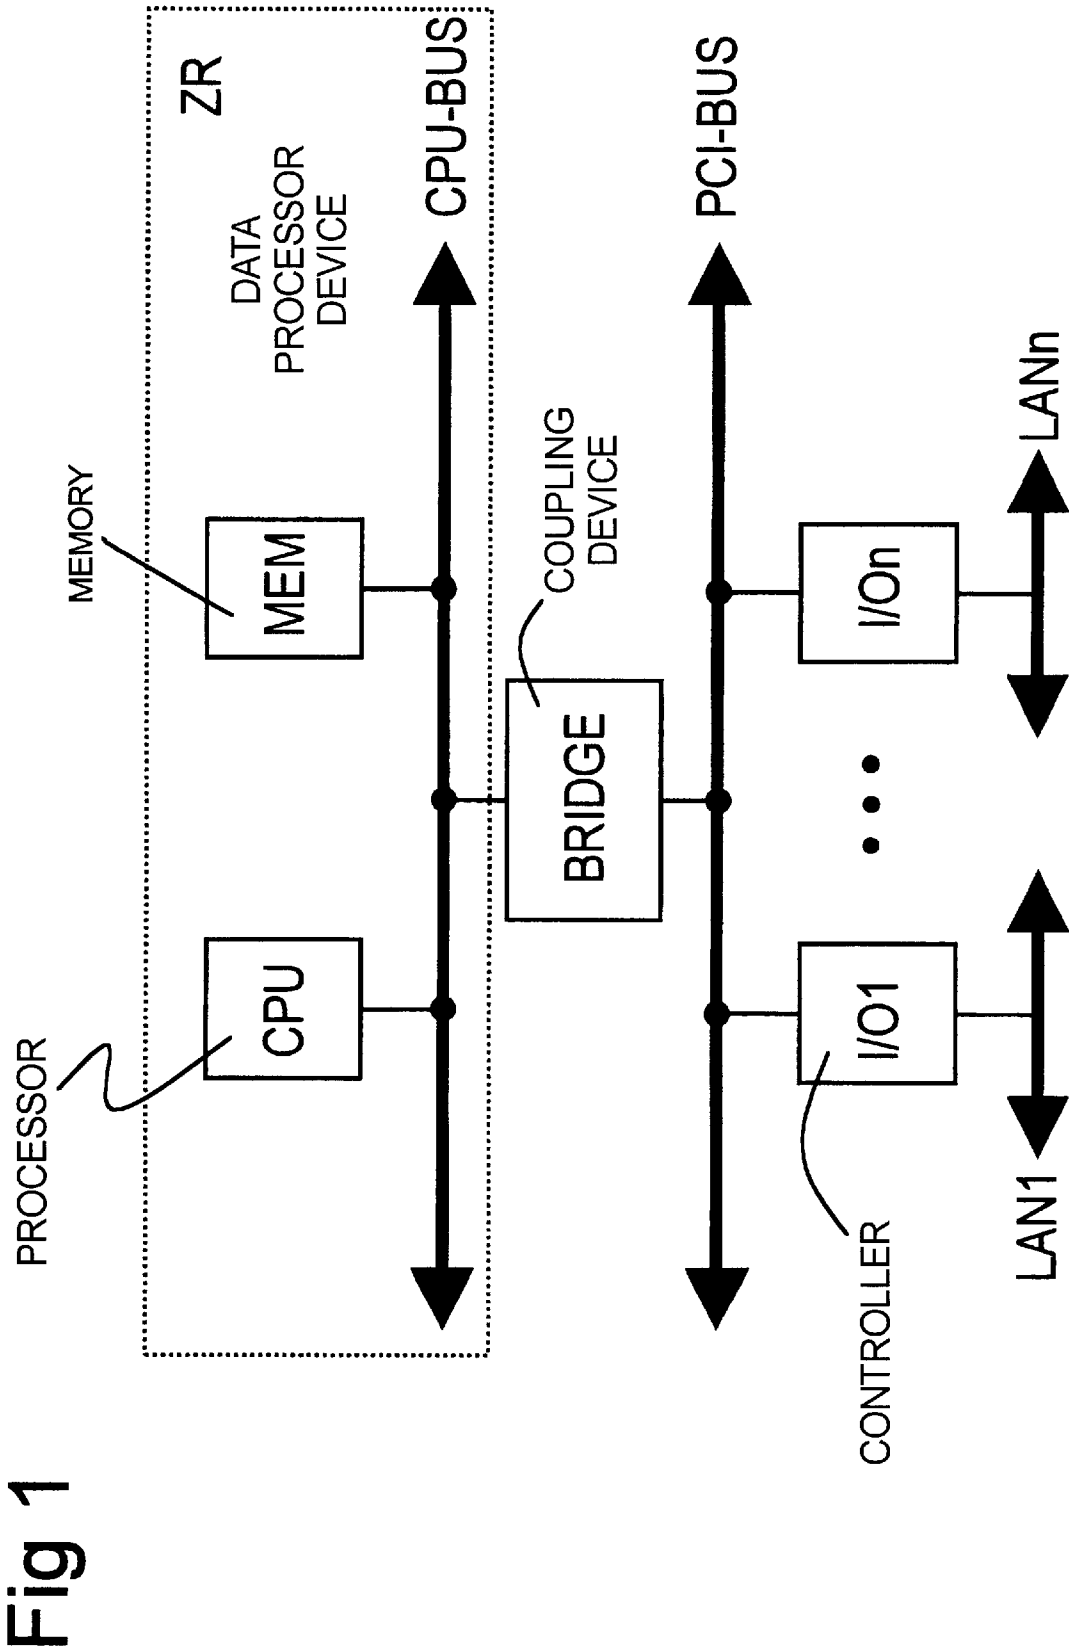 Fig 1
PROCESSOR
MEMORY
ZR
DATA
PROCESSOR
DEVICE
CPU
MEM
CPU-BUS
COUPLING
DEVICE
BRIDGE
PCI-BUS
CONTROLLER
I/O1
I/On
LAN1
LANn